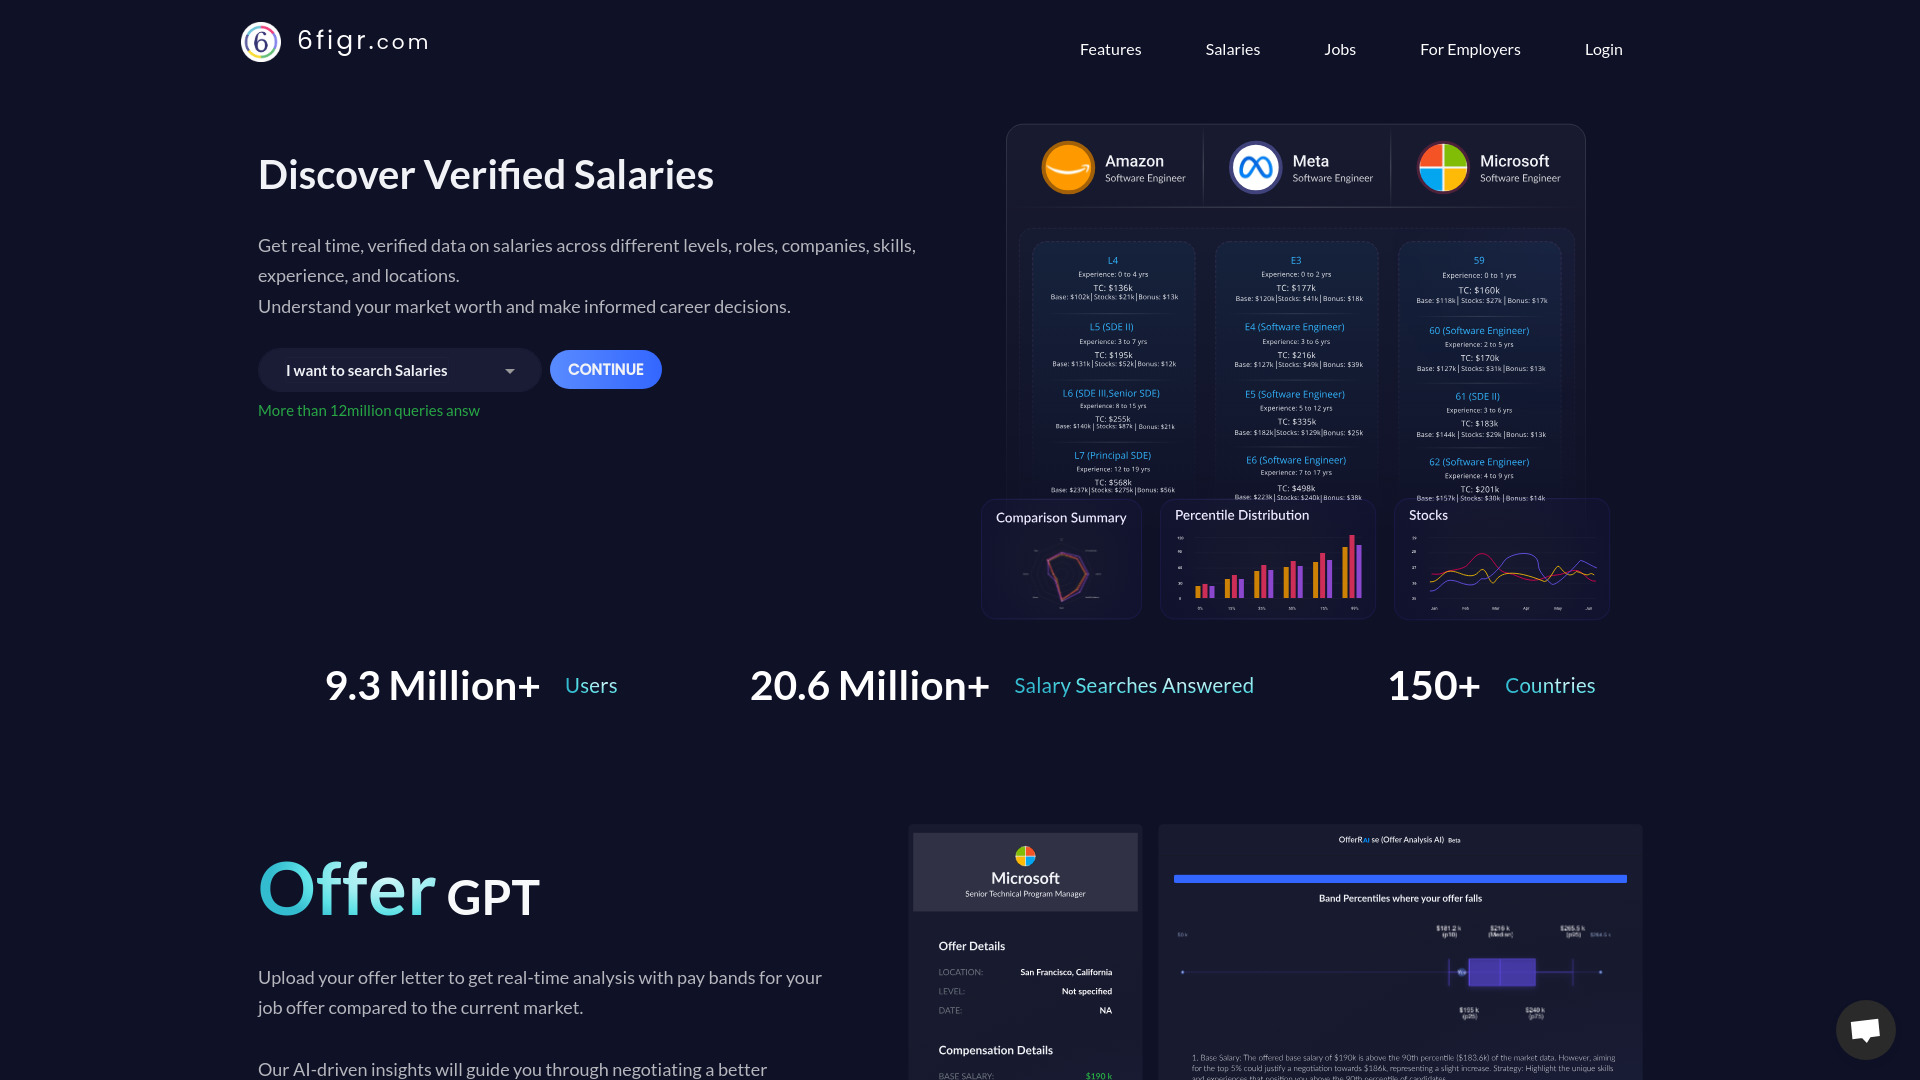 6 6figr.com
Features Salaries Jobs For Employers Login
Discover Verified Salaries
Get real time, verified data on salaries across different levels, roles, companies, skills,
experience, and locations.
Understand your market worth and make informed career decisions.
I want to search Salaries
CONTINUE
More than 12million queries answ
Amazon
Software Engineer
Meta
Software Engineer
Microsoft
Software Engineer
L4
Experience: 0 to 4 yrs
TC: $136k
Base: $102k | Stocks: $21k | Bonus: $13k
L5 (SDE II)
Experience: 3 to 7 yrs
TC: $195k
Base: $131k | Stocks: $52k | Bonus: $12k
L6 (SDE III,Senior SDE)
Experience: 8 to 15 yrs
TC: $255k
Base: $140k | Stocks: $87k | Bonus: $21k
L7 (Principal SDE)
Experience: 12 to 19 yrs
TC: $568k
Base: $237k | Stocks: $275k | Bonus: $56k
E3
Experience: 0 to 2 yrs
TC: $177k
Base: $120k | Stocks: $41k | Bonus: $18k
E4 (Software Engineer)
Experience: 3 to 6 yrs
TC: $216k
Base: $127k | Stocks: $49k | Bonus: $39k
E5 (Software Engineer)
Experience: 5 to 12 yrs
TC: $335k
Base: $182k | Stocks: $129k | Bonus: $25k
E6 (Software Engineer)
Experience: 7 to 17 yrs
TC: $498k
Base: $223k | Stocks: $240k | Bonus: $38k
59
Experience: 0 to 1 yrs
TC: $160k
Base: $118k | Stocks: $27k | Bonus: $17k
60 (Software Engineer)
Experience: 2 to 5 yrs
TC: $170k
Base: $127k | Stocks: $31k | Bonus: $13k
61 (SDE II)
Experience: 3 to 6 yrs
TC: $183k
Base: $144k | Stocks: $29k | Bonus: $13k
62 (Software Engineer)
Experience: 4 to 9 yrs
TC: $201k
Base: $157k | Stocks: $30k | Bonus: $14k
Comparison Summary
Percentile Distribution
Stocks
Jan Feb Mar Apr May Jun
9.3 Million+ Users
20.6 Million+ Salary Searches Answered
150+ Countries
Offer GPT
Upload your offer letter to get real-time analysis with pay bands for your
job offer compared to the current market.
Our AI-driven insights will guide you through negotiating a better
Microsoft
Senior Technical Program Manager
Offer Details
LOCATION: San Francisco, California
LEVEL: Not specified
DATE: NA
Compensation Details
BASE SALARY: $190 k
OfferRAIse (Offer Analysis AI) Beta
Band Percentiles where your offer falls
$181.2 k
(p10)
$216 k
(Median)
$265.5 k
$195 k
(p25)
$249 k
(p75)
1. Base Salary: The offered base salary of $190k is above the 90th percentile ($183.6k) of the market data. However, aiming
for the top 5% could justify a negotiation towards $186k, representing a slight increase. Strategy: Highlight the unique skills
and experiences that position you above the 90th percentile of candidates.